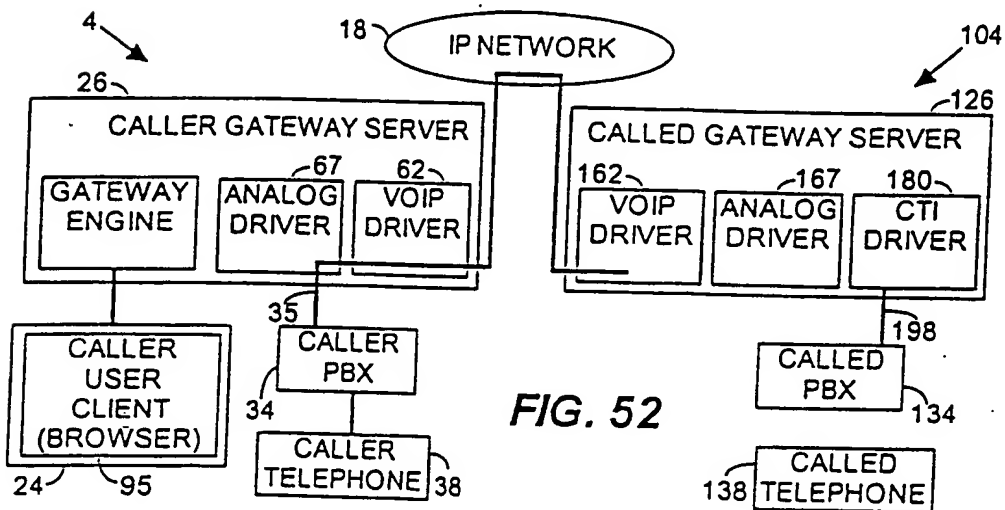 4
18
IP NETWORK
104
26
126
CALLER GATEWAY SERVER
CALLED GATEWAY SERVER
GATEWAY
ENGINE
67
ANALOG
DRIVER
62
VOIP
DRIVER
162
VOIP
DRIVER
167
ANALOG
DRIVER
180
CTI
DRIVER
35
198
CALLER
USER
CLIENT
(BROWSER)
24
95
CALLER
PBX
34
CALLER
TELEPHONE
38
FIG. 52
CALLED
PBX
134
138
CALLED
TELEPHONE